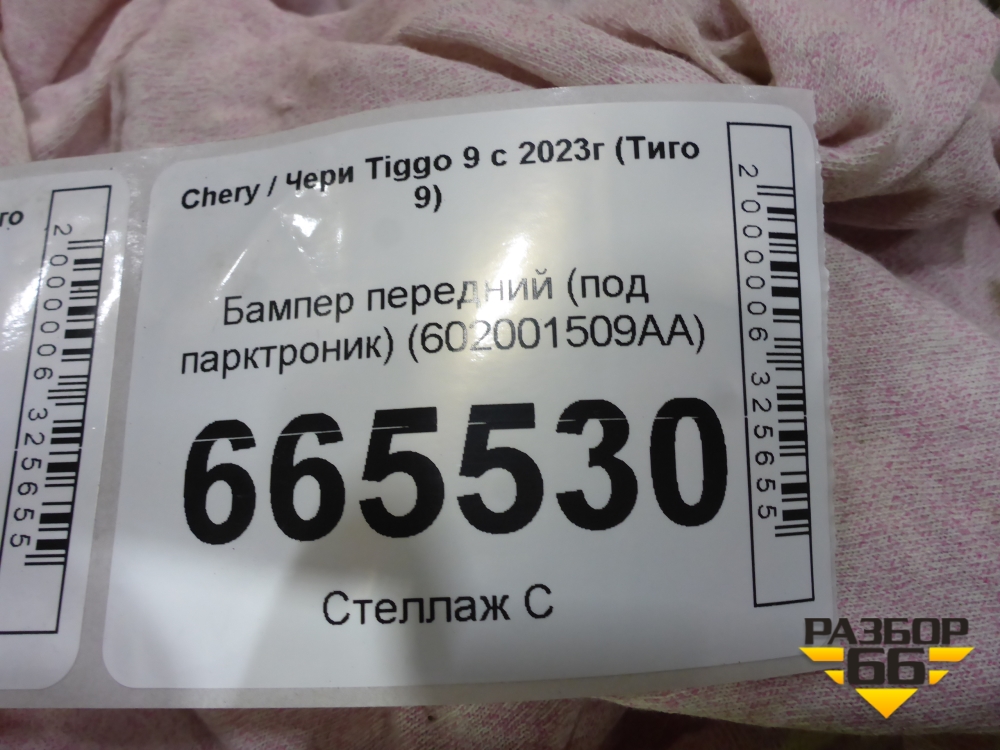 го
2000006325655
Chery / Чери Tiggo 9 с 2023г (Тиго
9)
Бампер передний (под
парктроник) (602001509AA)
665530
Стеллаж С
2000006325655
РАЗБОР
66